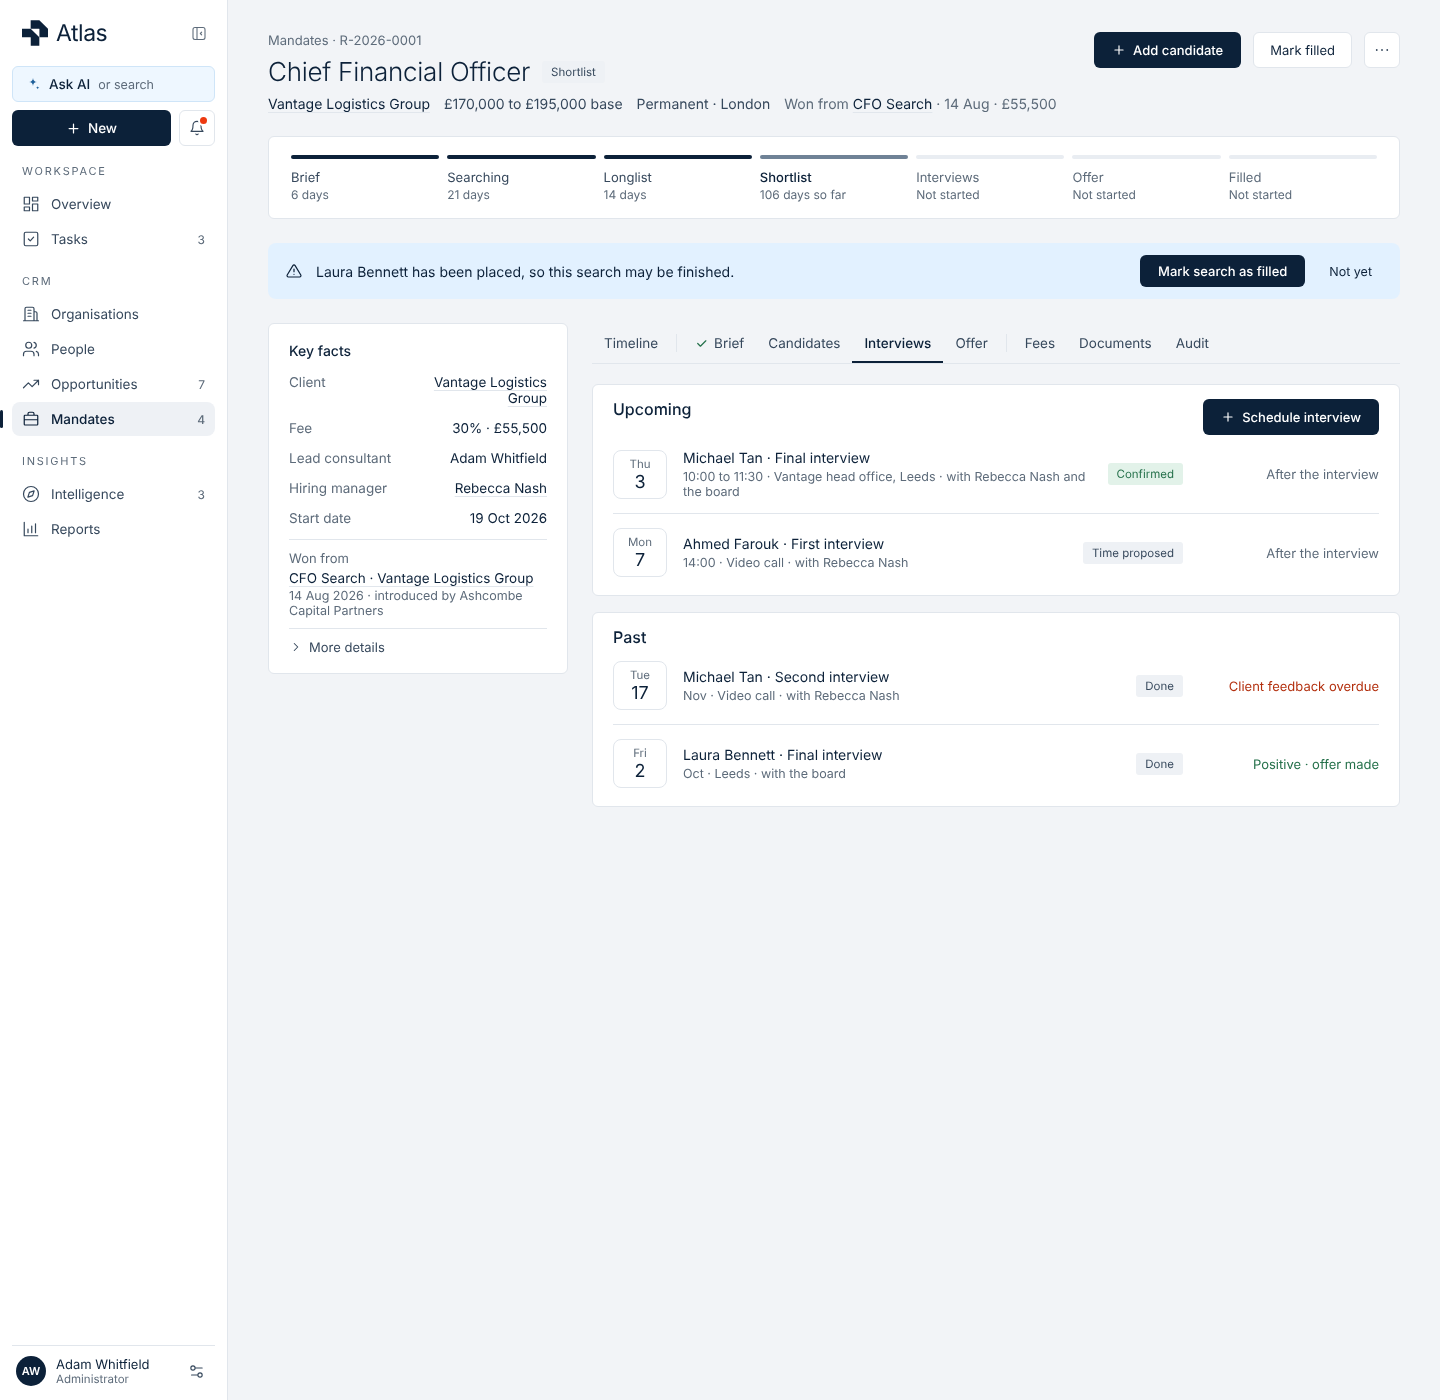 Atlas
Ask AI or search
New
WORKSPACE
Overview
Tasks 3
CRM
Organisations
People
Opportunities 7
Mandates 4
INSIGHTS
Intelligence 3
Reports
AW
Adam Whitfield
Administrator
Mandates · R-2026-0001
Chief Financial Officer Shortlist
Vantage Logistics Group £170,000 to £195,000 base Permanent · London Won from CFO Search · 14 Aug · £55,500
Add candidate
Mark filled
Brief
6 days
Searching
21 days
Longlist
14 days
Shortlist
106 days so far
Interviews
Not started
Offer
Not started
Filled
Not started
Laura Bennett has been placed, so this search may be finished.
Mark search as filled
Not yet
Key facts
Client Vantage Logistics
Group
Fee 30% · £55,500
Lead consultant Adam Whitfield
Hiring manager Rebecca Nash
Start date 19 Oct 2026
Won from
CFO Search · Vantage Logistics Group
14 Aug 2026 · introduced by Ashcombe
Capital Partners
More details
Timeline Brief Candidates Interviews Offer Fees Documents Audit
Upcoming
Schedule interview
Thu
3
Michael Tan · Final interview
10:00 to 11:30 · Vantage head office, Leeds · with Rebecca Nash and
the board
Confirmed
After the interview
Mon
7
Ahmed Farouk · First interview
14:00 · Video call · with Rebecca Nash
Time proposed
After the interview
Past
Tue
17
Michael Tan · Second interview
Nov · Video call · with Rebecca Nash
Done
Client feedback overdue
Fri
2
Laura Bennett · Final interview
Oct · Leeds · with the board
Done
Positive · offer made